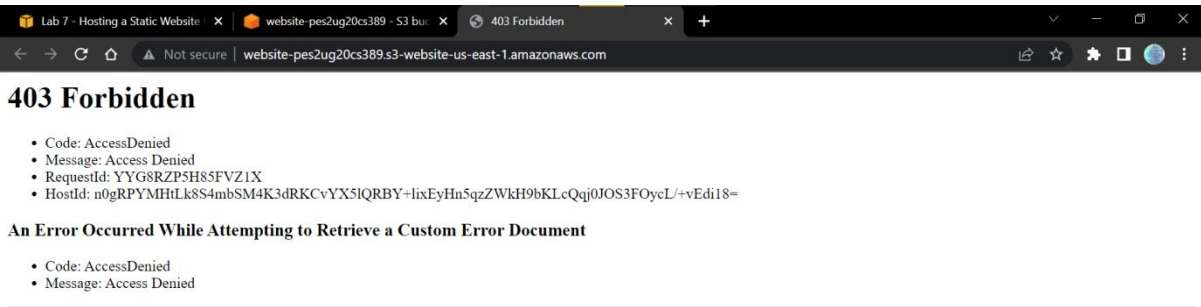 Lab 7 - Hosting a Static Website
website-pes2ug20cs389 - S3 buc
403 Forbidden
Not secure | website-pes2ug20cs389.s3-website-us-east-1.amazonaws.com
403 Forbidden
• Code: AccessDenied
• Message: Access Denied
• RequestId: YYG8RZP5H85FVZ1X
• HostId: n0gRPYMHtLk8S4mbSM4K3dRKCvYX5lQRBY+lixEyHn5qzZWkH9bKLcQqj0JOS3FOycL/+vEdi18=
An Error Occurred While Attempting to Retrieve a Custom Error Document
• Code: AccessDenied
• Message: Access Denied